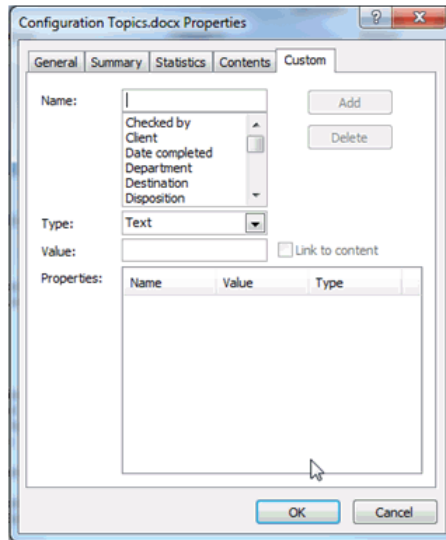 Configuration Topics.docx Properties
General Summary Statistics Contents Custom
Name: Add
Checked by
Client
Date completed
Department
Destination
Disposition
Delete
Type: Text
Value: Link to content
Properties: Name Value Type
OK Cancel